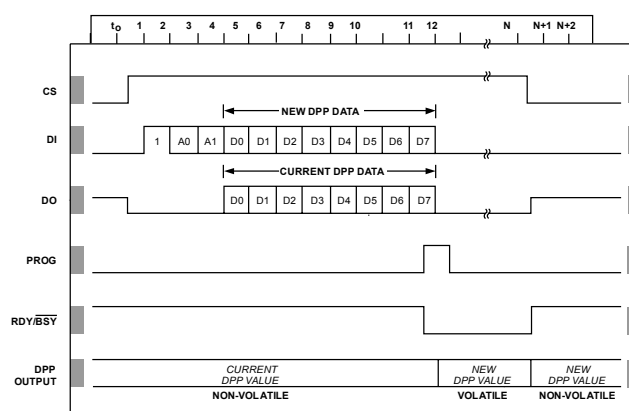 to 1 2 3 4 5 6 7 8 9 10 11 12 N N+1 N+2
CS
NEW DPP DATA
DI 1 A0 A1 D0 D1 D2 D3 D4 D5 D6 D7
CURRENT DPP DATA
DO D0 D1 D2 D3 D4 D5 D6 D7
PROG
RDY/BSY
DPP
OUTPUT
CURRENT
DPP VALUE
NON-VOLATILE
NEW
DPP VALUE
VOLATILE
NEW
DPP VALUE
NON-VOLATILE